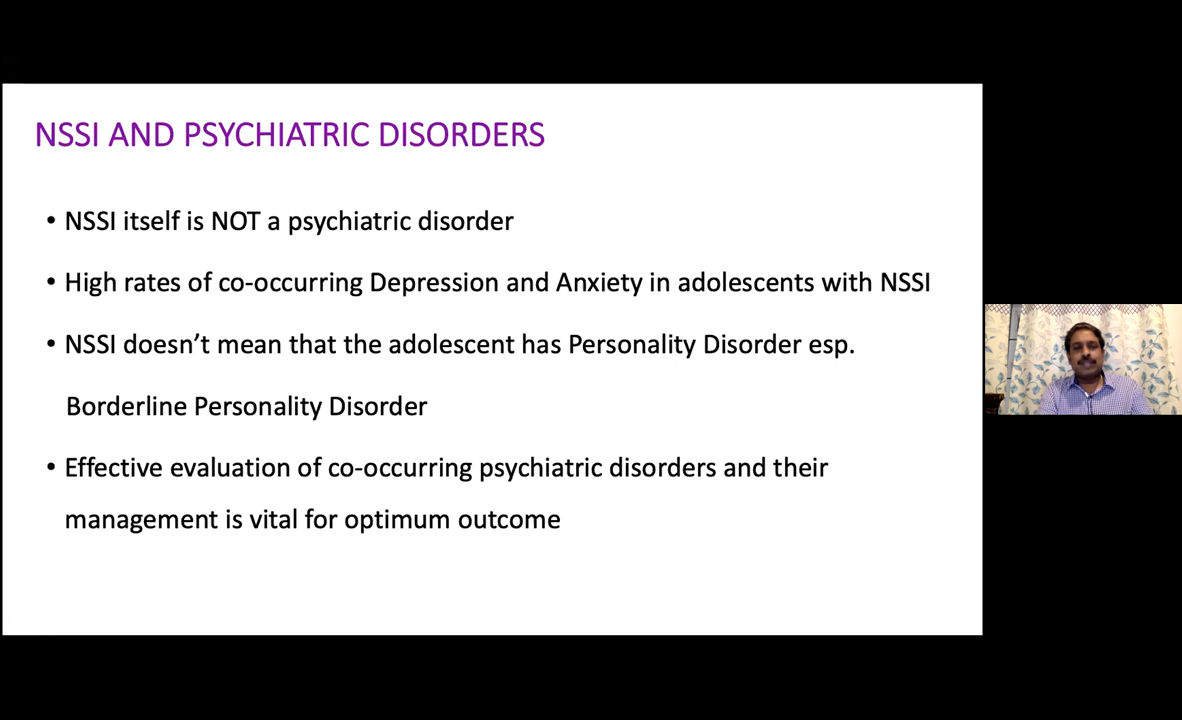 NSSI AND PSYCHIATRIC DISORDERS
• NSSI itself is NOT a psychiatric disorder
• High rates of co-occurring Depression and Anxiety in adolescents with NSSI
• NSSI doesn’t mean that the adolescent has Personality Disorder esp.
Borderline Personality Disorder
• Effective evaluation of co-occurring psychiatric disorders and their
management is vital for optimum outcome